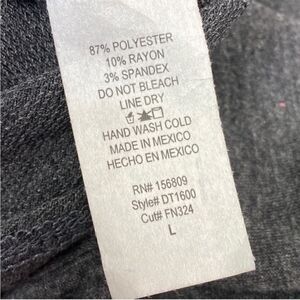 87% POLYESTER
10% RAYON
3% SPANDEX
DO NOT BLEACH
LINE DRY
HAND WASH COLD
MADE IN MEXICO
HECHO EN MEXICO
RN# 156809
Style# DT1600
Cut# FN324
L